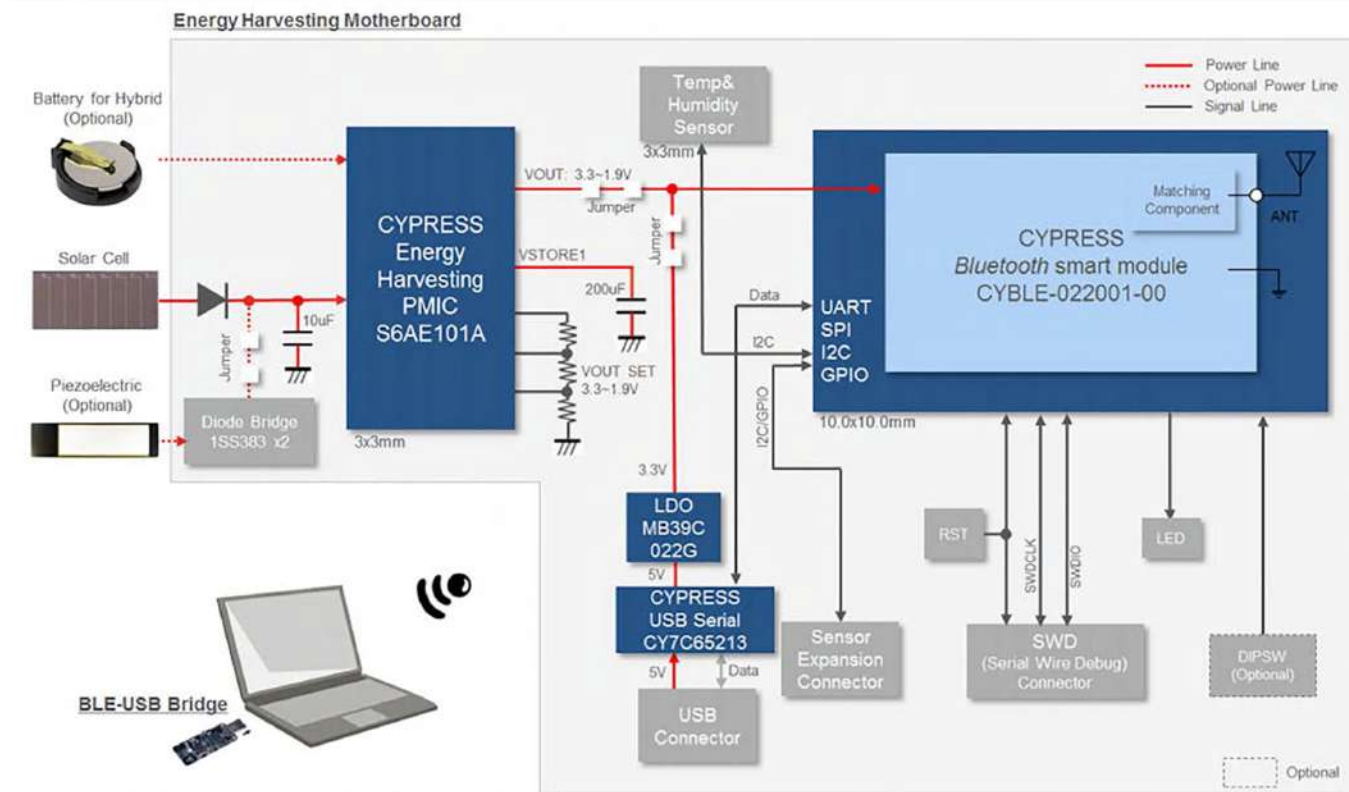 Energy Harvesting Motherboard
Battery for Hybrid
(Optional)
Solar Cell
Piezoelectric
(Optional)
Jumper
10uF
Diode Bridge
1SS383 x2
CYPRESS
Energy
Harvesting
PMIC
S6AE101A
3x3mm
VOUT: 3.3~1.9V
Jumper
Jumper
VSTORE1
200uF
VOUT SET
3.3~1.9V
Temp&
Humidity
Sensor
3x3mm
Power Line
Optional Power Line
Signal Line
Matching
Component
ANT
CYPRESS
Bluetooth smart module
CYBLE-022001-00
UART
SPI
I2C
GPIO
10.0x10.0mm
Data
I2C
I2C/GPIO
3.3V
LDO
MB39C
022G
5V
CYPRESS
USB Serial
CY7C65213
5V
Data
USB
Connector
Sensor
Expansion
Connector
RST
SWDCLK
SWDIO
SWD
(Serial Wire Debug)
Connector
LED
DIPSW
(Optional)
BLE-USB Bridge
Optional